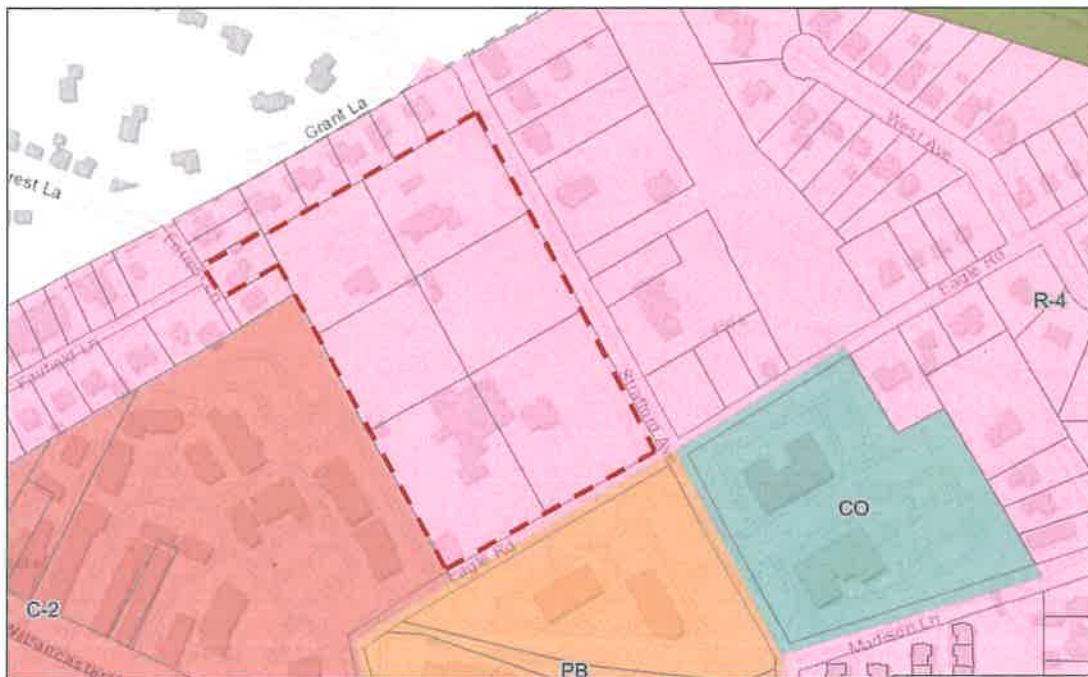 Grant La
West Ave
rest La
Eagle Rd
R-4
Fairfield Ln
Strafford Av
CO
Eagle Rd
C-2
Madison Ln
PB